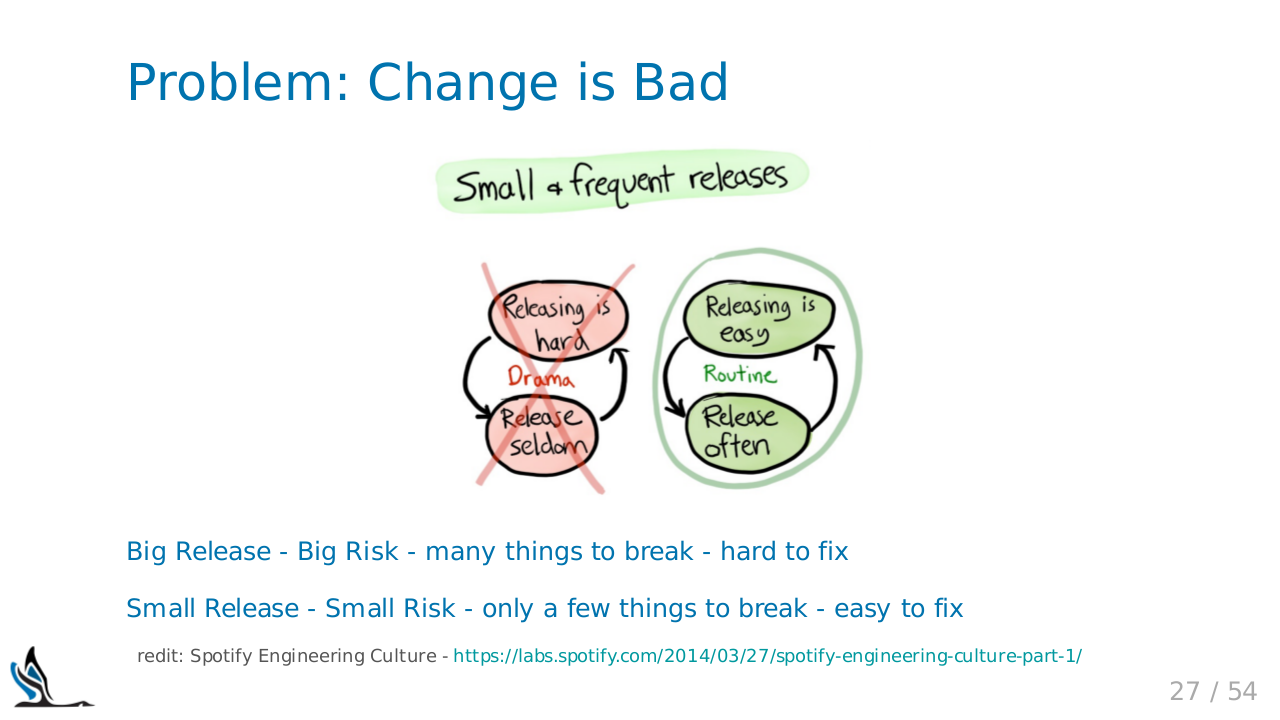 Problem: Change is Bad
Small & frequent releases
Releasing is
hard
Drama
Release
seldom
Releasing is
easy
Routine
Release
often
Big Release - Big Risk - many things to break - hard to fix
Small Release - Small Risk - only a few things to break - easy to fix
redit: Spotify Engineering Culture - https://labs.spotify.com/2014/03/27/spotify-engineering-culture-part-1/
27 / 54